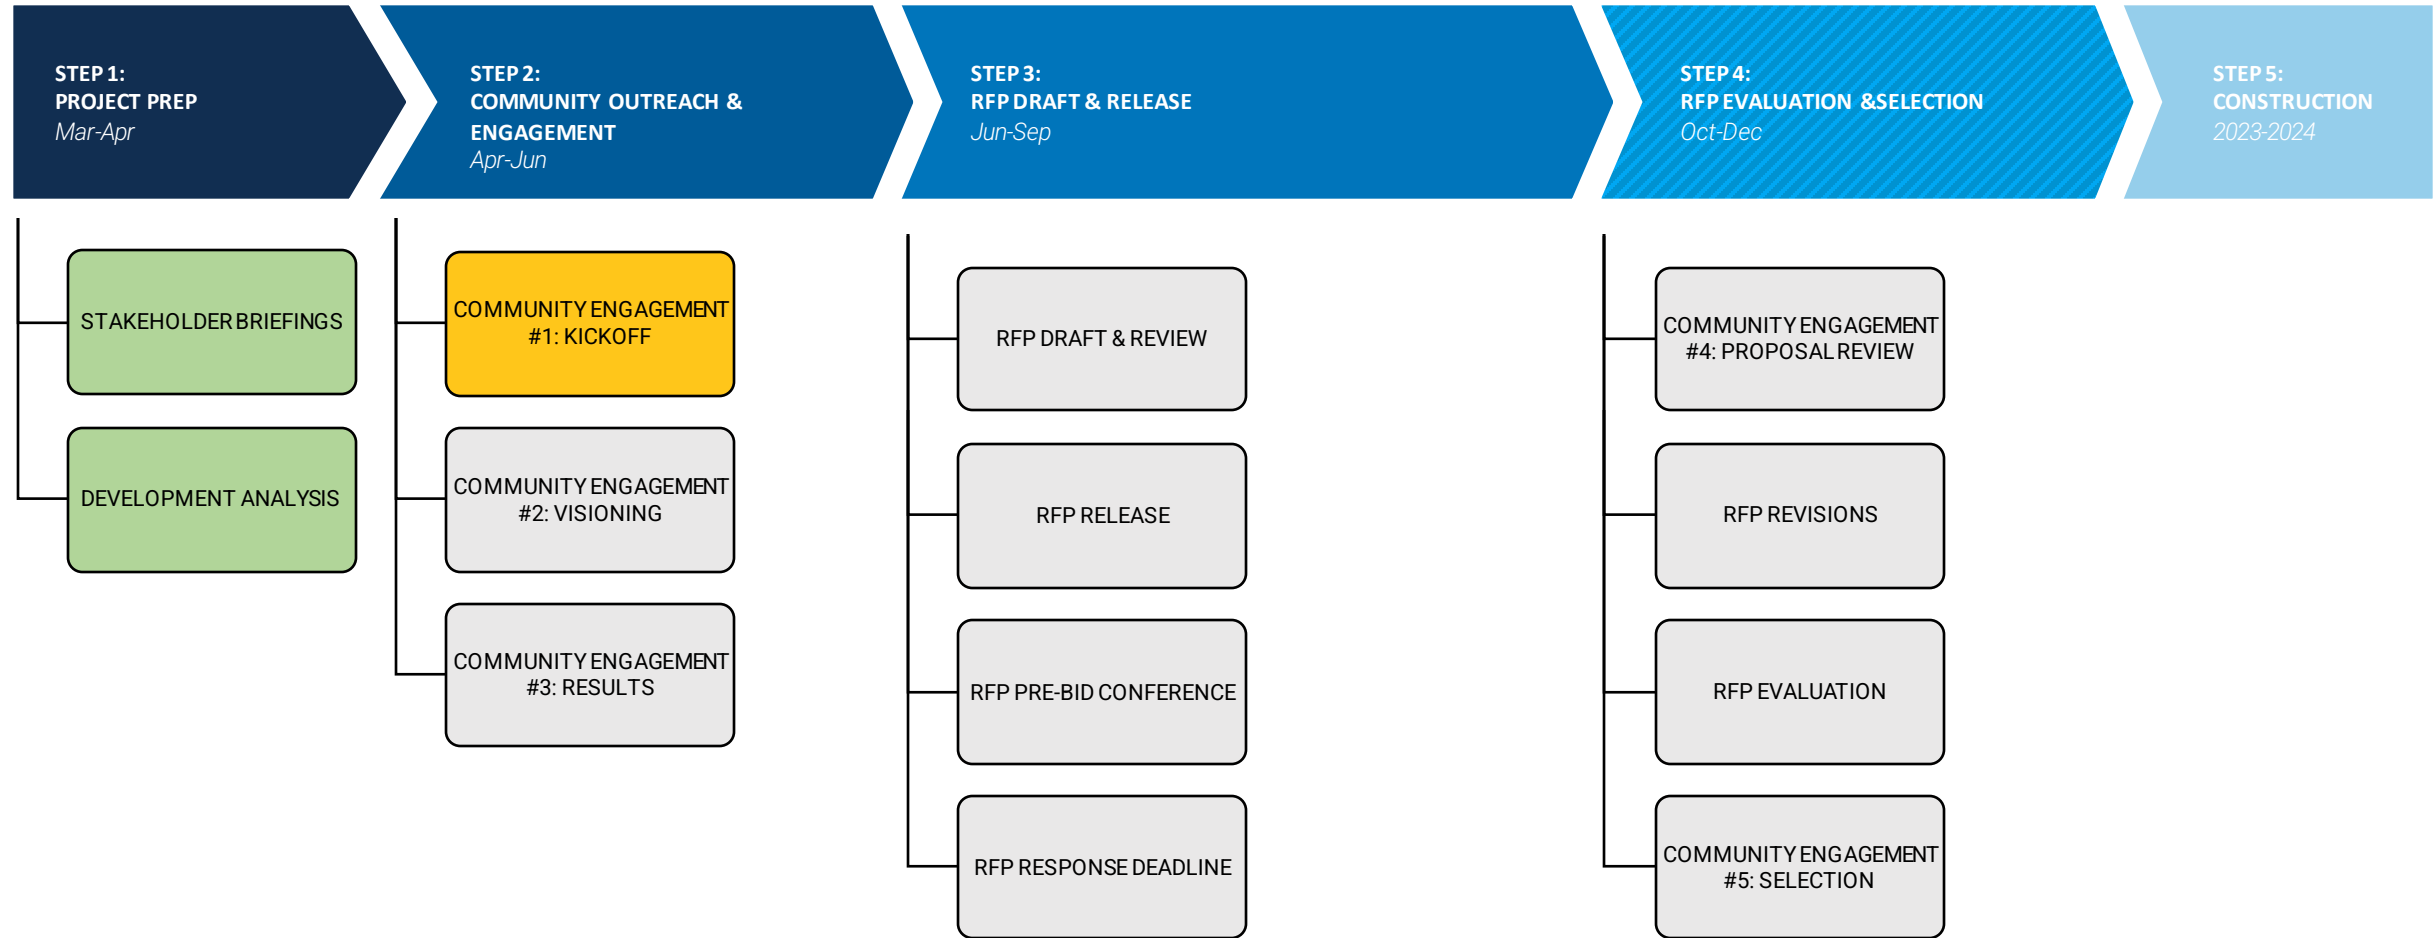 STEP 1:
PROJECT PREP
Mar-Apr
STEP 2:
COMMUNITY OUTREACH &
ENGAGEMENT
Apr-Jun
STEP 3:
RFP DRAFT & RELEASE
Jun-Sep
STEP 4:
RFP EVALUATION &SELECTION
Oct-Dec
STEP 5:
CONSTRUCTION
2023-2024
STAKEHOLDER BRIEFINGS
DEVELOPMENT ANALYSIS
COMMUNITY ENGAGEMENT
#1: KICKOFF
COMMUNITY ENGAGEMENT
#2: VISIONING
COMMUNITY ENGAGEMENT
#3: RESULTS
RFP DRAFT & REVIEW
RFP RELEASE
RFP PRE-BID CONFERENCE
RFP RESPONSE DEADLINE
COMMUNITY ENGAGEMENT
#4: PROPOSAL REVIEW
RFP REVISIONS
RFP EVALUATION
COMMUNITY ENGAGEMENT
#5: SELECTION